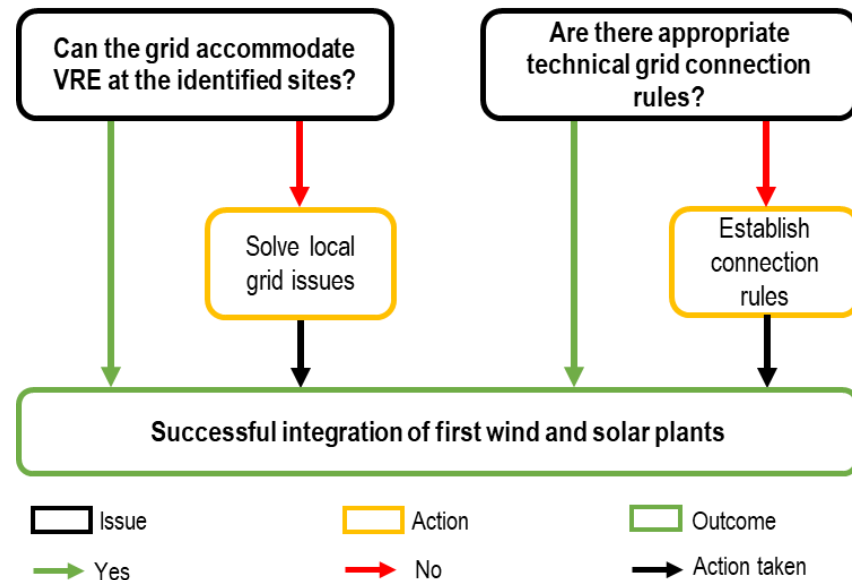 Can the grid accommodate
VRE at the identified sites?
Are there appropriate
technical grid connection
rules?
Solve local
grid issues
Establish
connection
rules
Successful integration of first wind and solar plants
Issue
Action
Outcome
Yes
No
Action taken